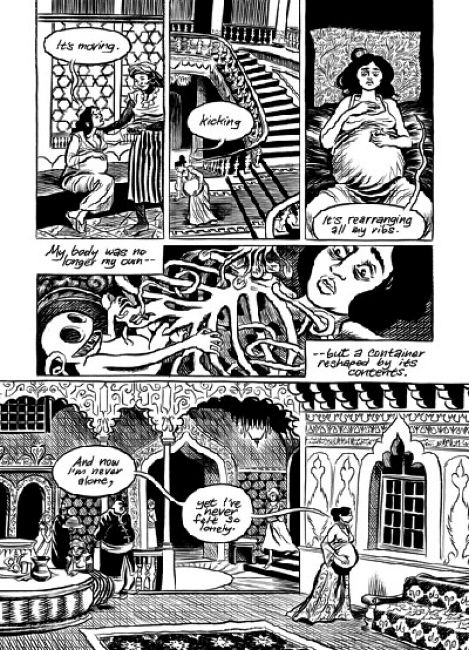 It's moving.
kicking
It's rearranging
all my ribs.
My body was no
longer my own--
--but a container
reshaped by its
contents.
And now
I'm never
alone,
yet I've
never
felt so
lonely.